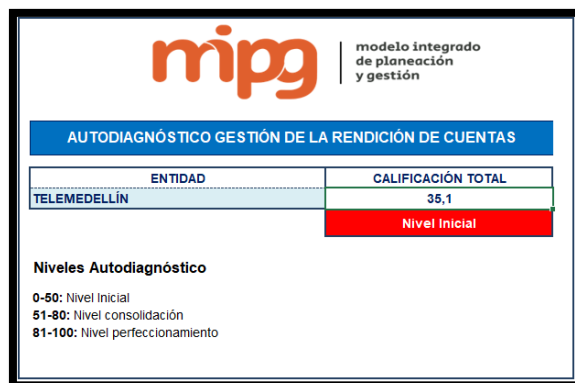 mipg
modelo integrado
de planeación
y gestión
AUTODIAGNÓSTICO GESTIÓN DE LA RENDICIÓN DE CUENTAS
ENTIDAD CALIFICACIÓN TOTAL
TELEMEDELLÍN 35,1
Nivel Inicial
Niveles Autodiagnóstico
0-50: Nivel Inicial
51-80: Nivel consolidación
81-100: Nivel perfeccionamiento